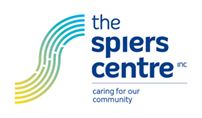 the
spiers
centre inc
caring for our
community